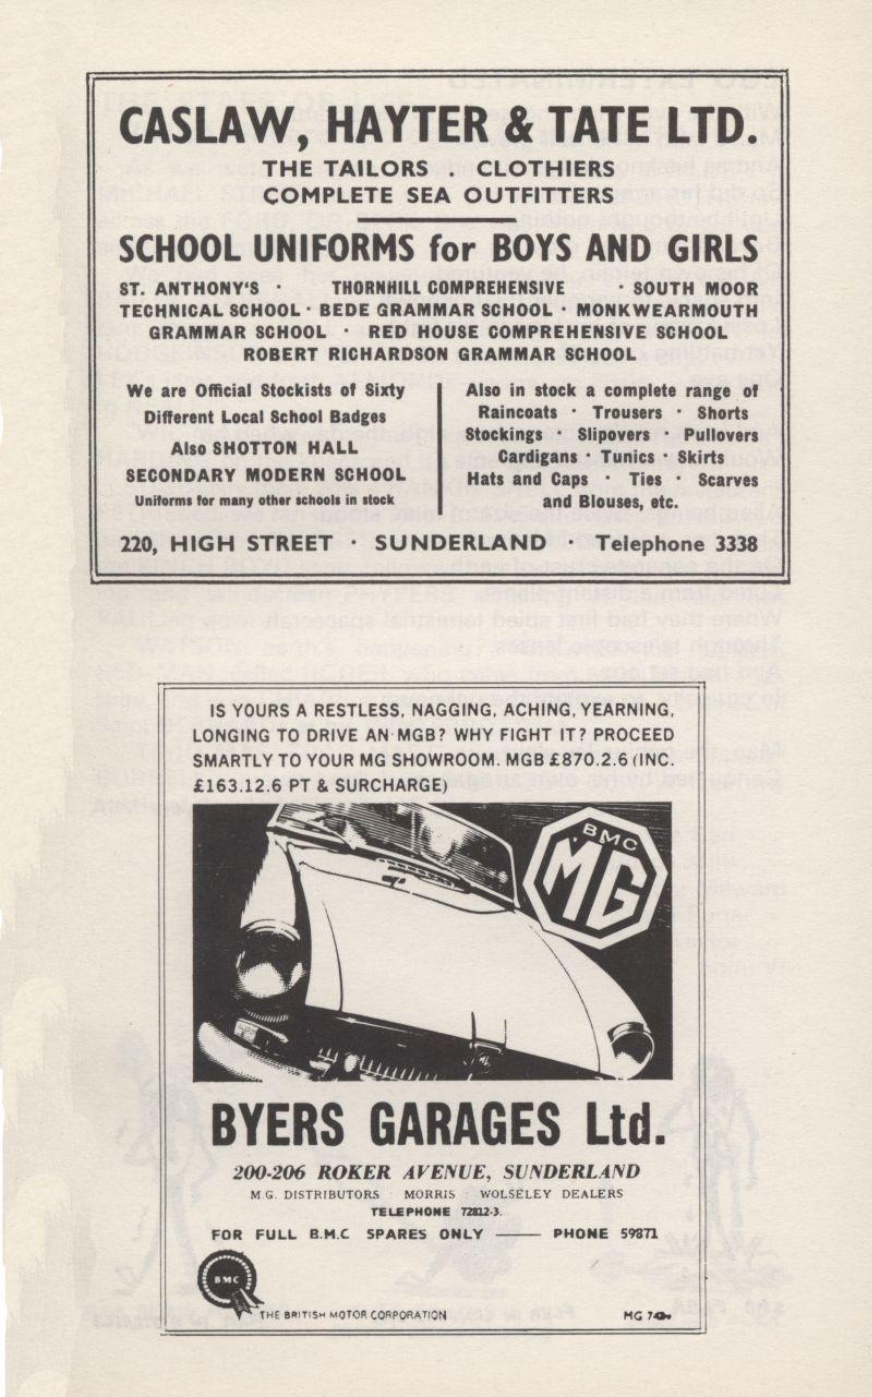 CASLAW, HAYTER & TATE LTD.
THE TAILORS . CLOTHIERS
COMPLETE SEA OUTFITTERS
SCHOOL UNIFORMS for BOYS AND GIRLS
ST. ANTHONY'S · THORNHILL COMPREHENSIVE · SOUTH MOOR
TECHNICAL SCHOOL · BEDE GRAMMAR SCHOOL · MONKWEARMOUTH
GRAMMAR SCHOOL · RED HOUSE COMPREHENSIVE SCHOOL
ROBERT RICHARDSON GRAMMAR SCHOOL
We are Official Stockists of Sixty
Different Local School Badges
Also SHOTTON HALL
SECONDARY MODERN SCHOOL
Uniforms for many other schools in stock
Also in stock a complete range of
Raincoats · Trousers · Shorts
Stockings · Slipovers · Pullovers
Cardigans · Tunics · Skirts
Hats and Caps · Ties · Scarves
and Blouses, etc.
220, HIGH STREET · SUNDERLAND · Telephone 3338
IS YOURS A RESTLESS, NAGGING, ACHING, YEARNING,
LONGING TO DRIVE AN MGB? WHY FIGHT IT? PROCEED
SMARTLY TO YOUR MG SHOWROOM. MGB £870.2.6 (INC.
£163.12.6 PT & SURCHARGE)
BMC
MG
BYERS GARAGES Ltd.
200-206 ROKER AVENUE, SUNDERLAND
M.G. DISTRIBUTORS : MORRIS : WOLSELEY DEALERS
TELEPHONE 72812-3.
FOR FULL B.M.C SPARES ONLY —— PHONE 59871
BMC
THE BRITISH MOTOR CORPORATION
MG